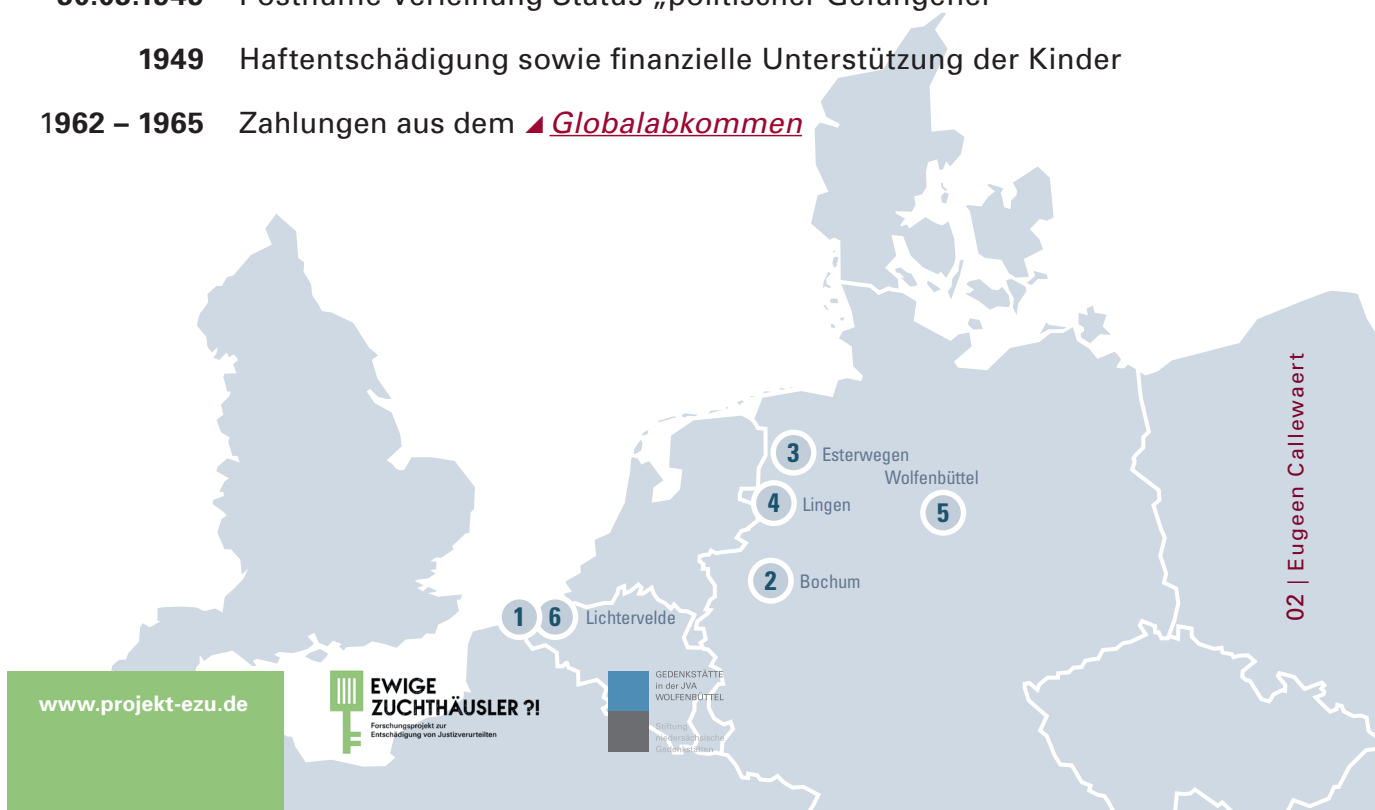 1949 Haftentschädigung sowie finanzielle Unterstützung der Kinder
1962 – 1965 Zahlungen aus dem Globalabkommen
3 Esterwegen
Wolfenbüttel
4 Lingen
5
2 Bochum
1 6 Lichtervelde
02 | Eugeen Callewaert
www.projekt-ezu.de
EWIGE
ZUCHTHÄUSLER ?!
Forschungsprojekt zur
Entschädigung von Justizverurteilten
GEDENKSTÄTTE
in der JVA
WOLFENBÜTTEL
Stiftung
niedersächsische
Gedenkstätten